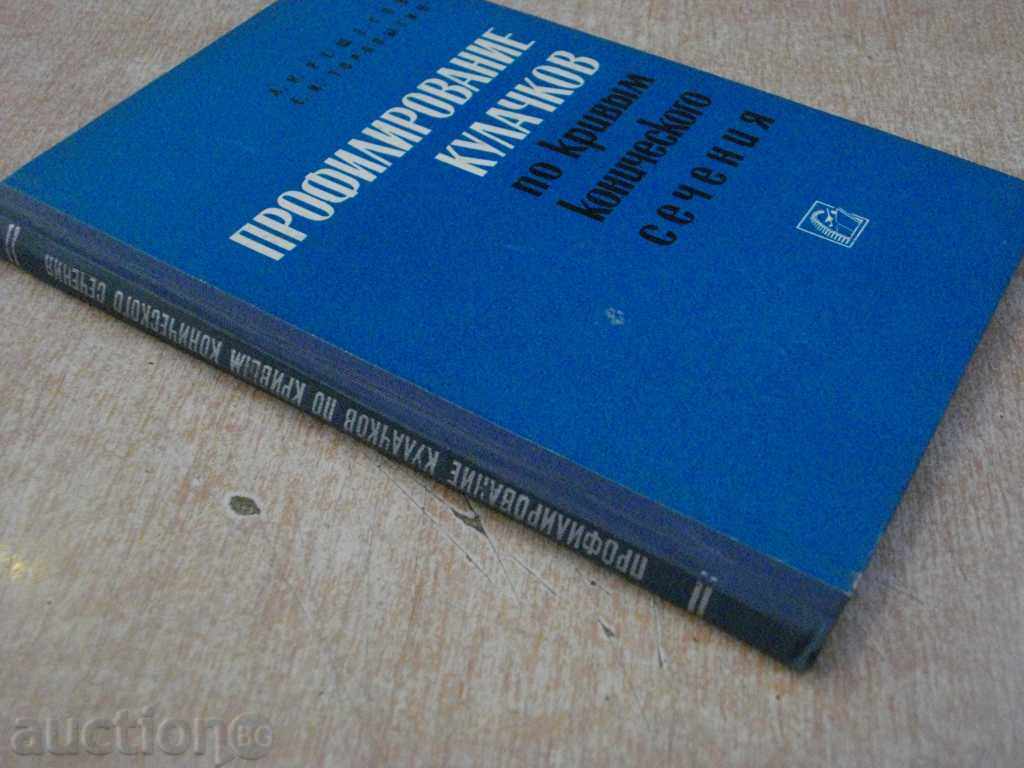 ПРОФИЛИРОВАНИЕ
КУЛАЧКОВ
по кривым
конического
сечения
ПРОФИЛИРОВАНИЕ КУЛАЧКОВ ПО КРИВЫМ КОНИЧЕСКОГО СЕЧЕНИЯ
auction BG